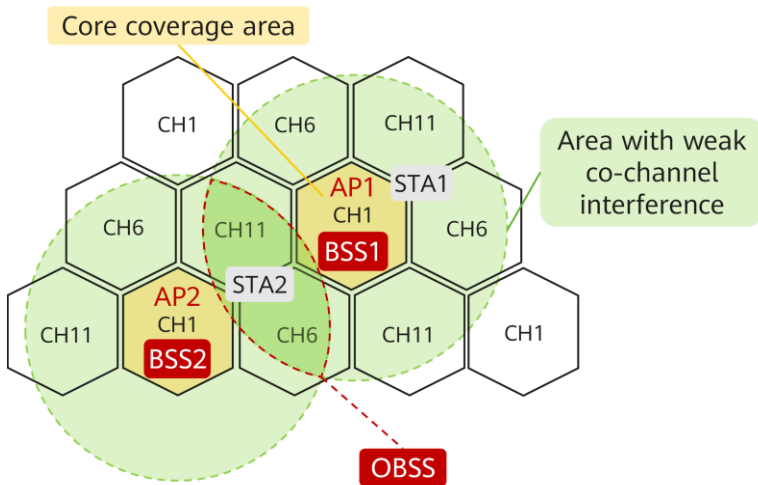 Core coverage area
CH1
CH6
CH11
Area with weak
co-channel
interference
CH6
CH11
AP1
CH1
BSS1
STA1
CH6
STA2
CH11
AP2
CH1
BSS2
CH6
CH11
CH1
OBSS